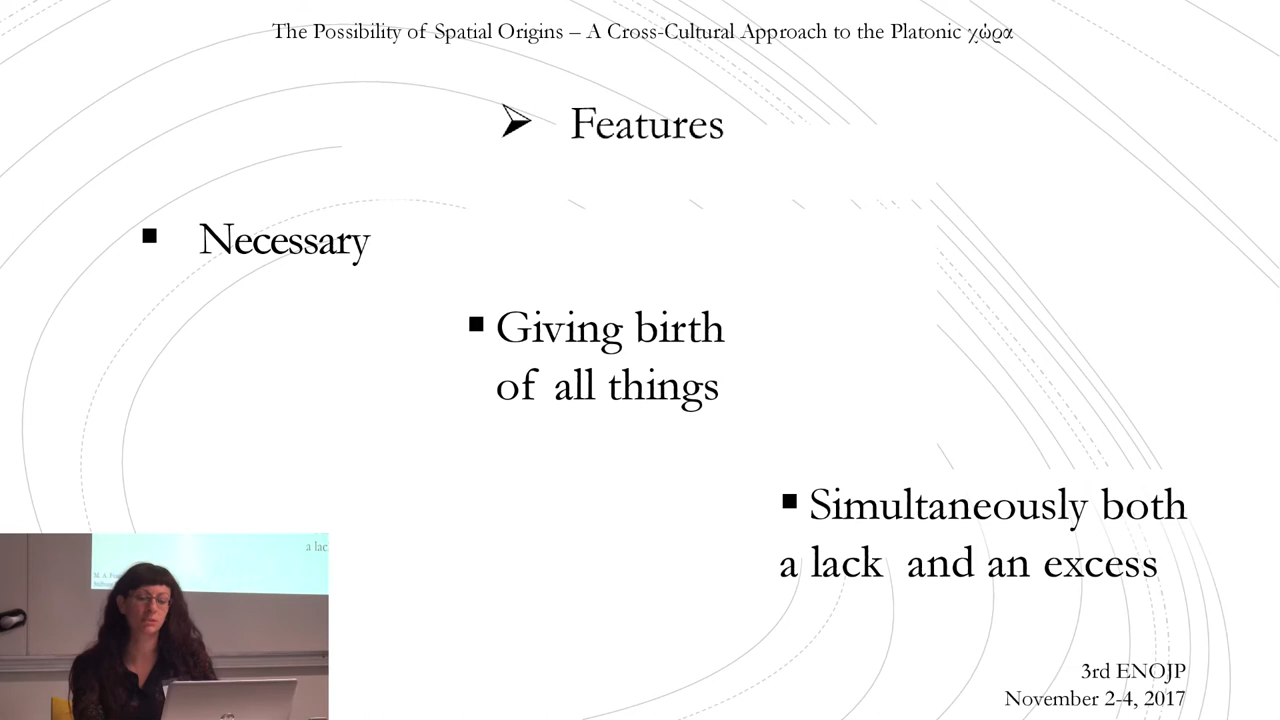 The Possibility of Spatial Origins – A Cross-Cultural Approach to the Platonic χώρα
Features
Necessary
Giving birth
of all things
Simultaneously both
a lack and an excess
a lac
M. A.
3rd ENOJP
November 2-4, 2017